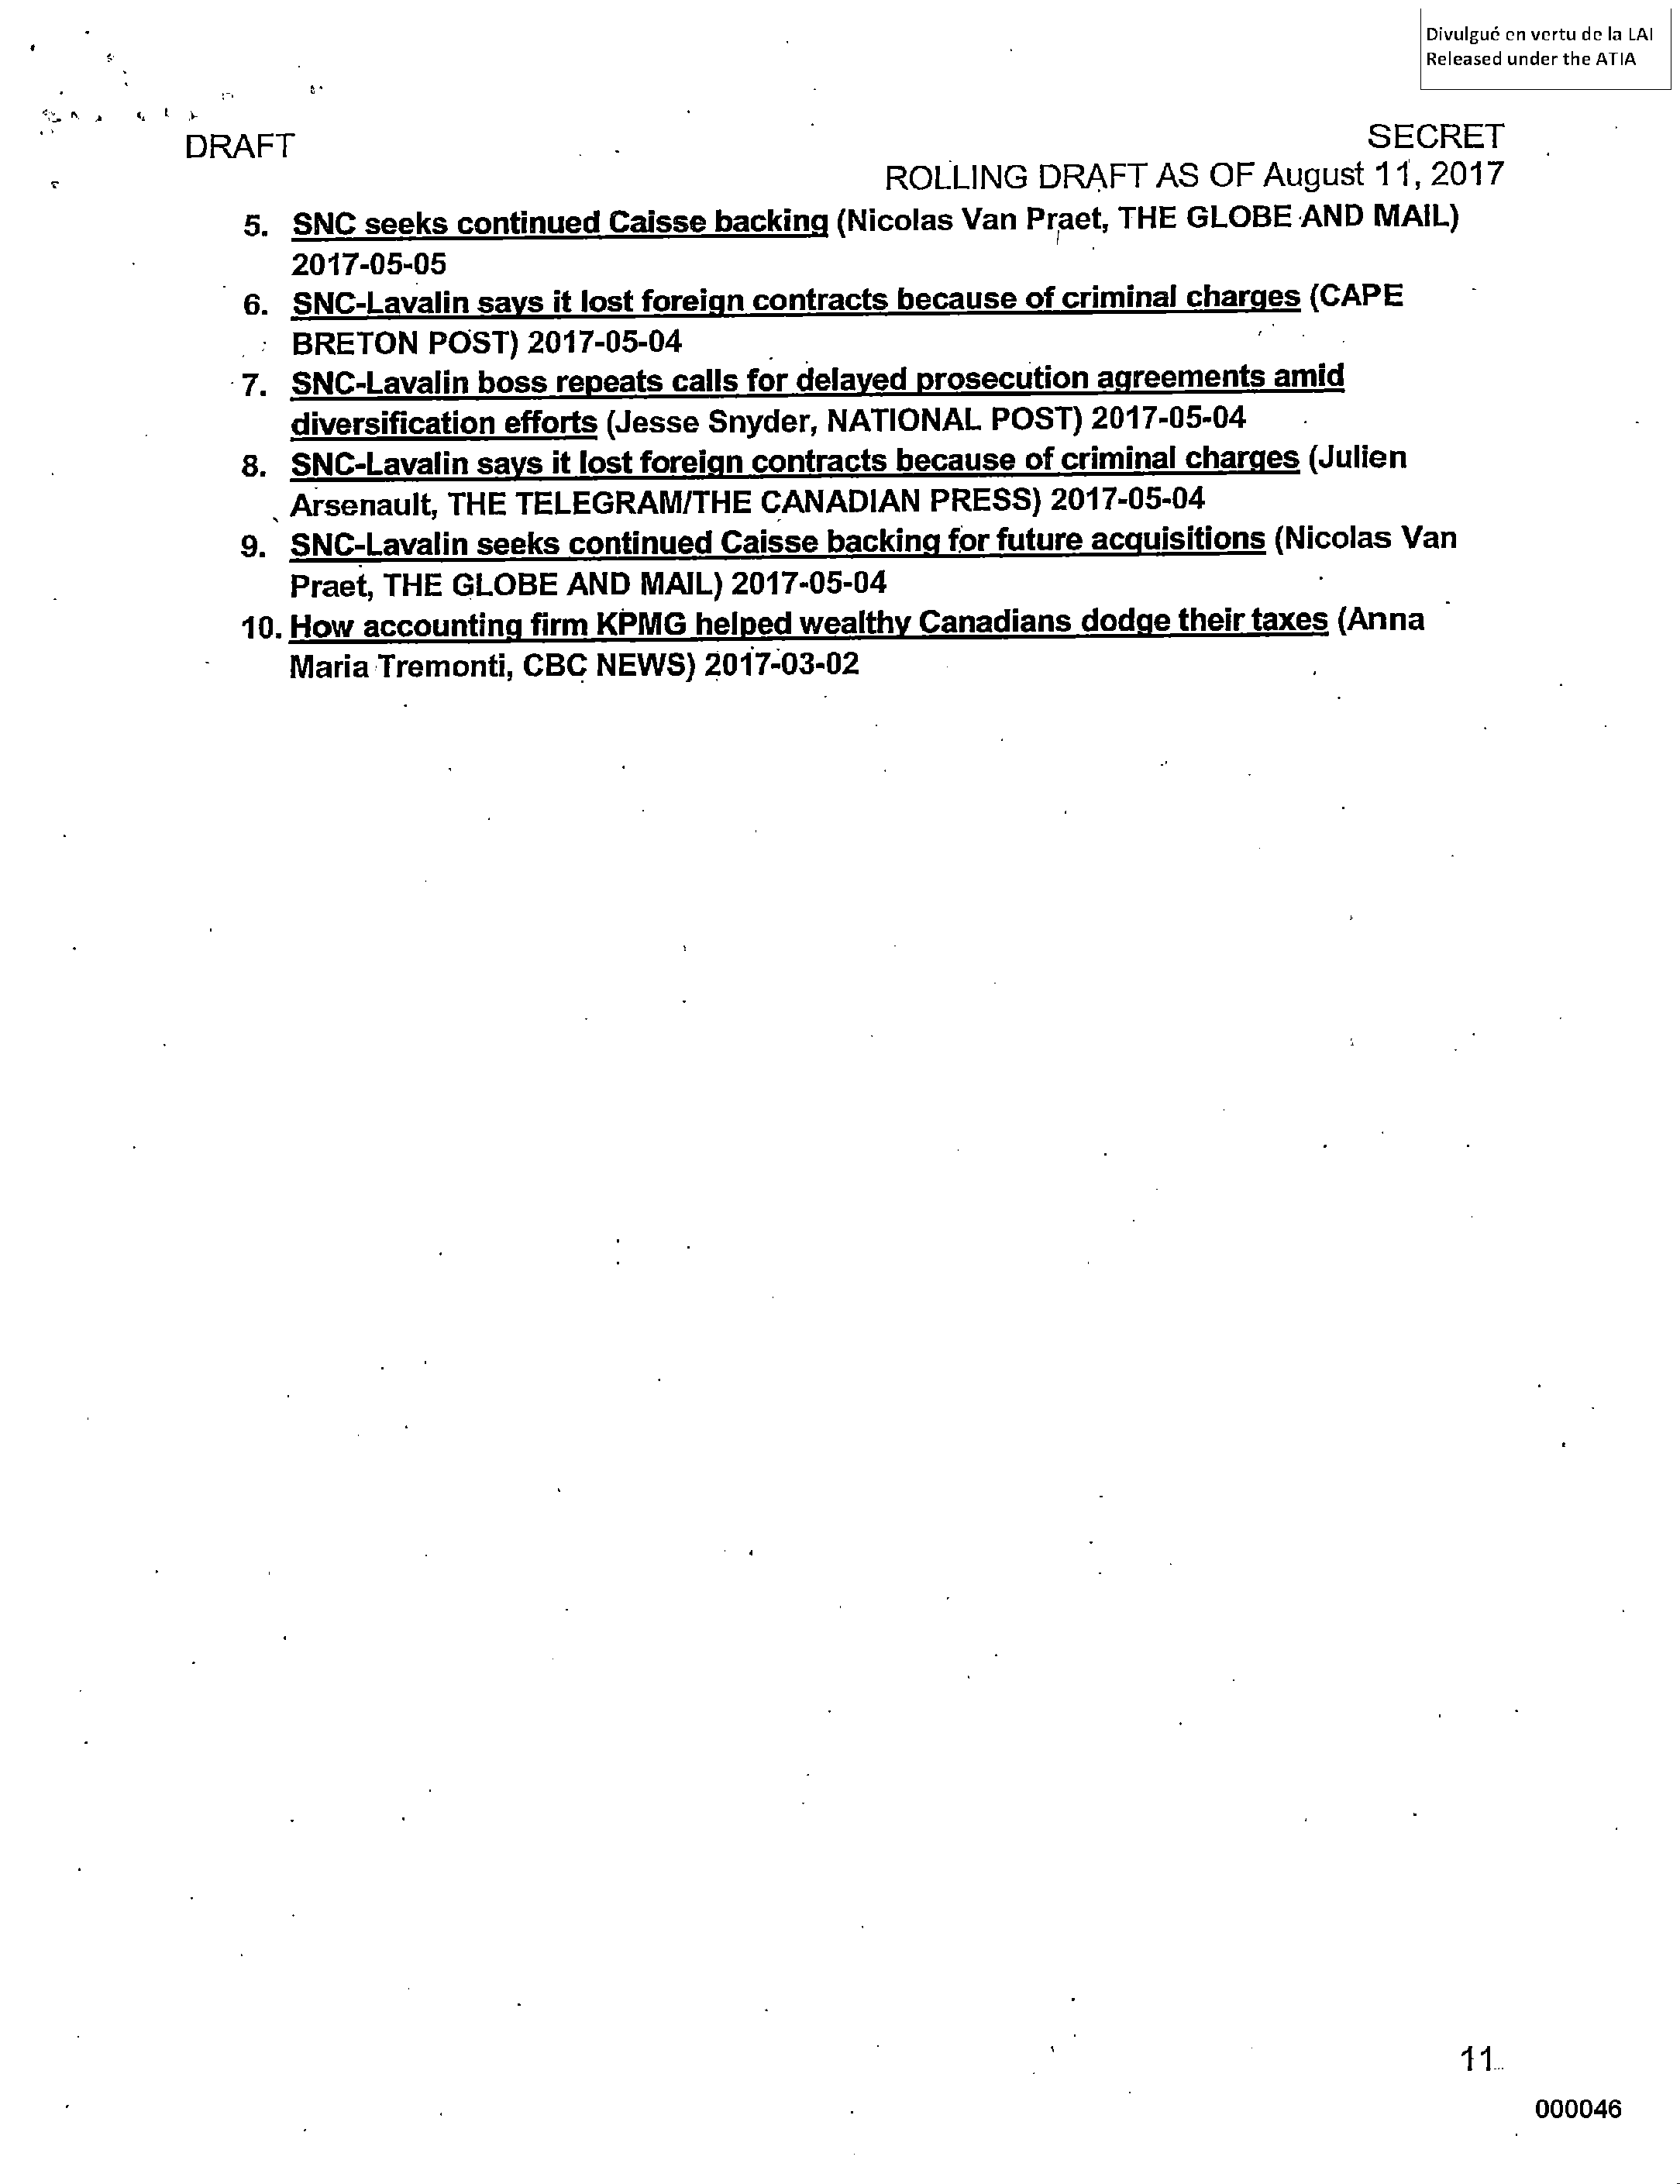 Divulgué en vertu de la LAI
Released under the ATIA
DRAFT
SECRET
ROLLING DRAFT AS OF August 11, 2017
5. SNC seeks continued Caisse backing (Nicolas Van Praet, THE GLOBE AND MAIL)
2017-05-05
6. SNC-Lavalin says it lost foreign contracts because of criminal charges (CAPE
BRETON POST) 2017-05-04
7. SNC-Lavalin boss repeats calls for delayed prosecution agreements amid
diversification efforts (Jesse Snyder, NATIONAL POST) 2017-05-04
8. SNC-Lavalin says it lost foreign contracts because of criminal charges (Julien
Arsenault, THE TELEGRAM/THE CANADIAN PRESS) 2017-05-04
9. SNC-Lavalin seeks continued Caisse backing for future acquisitions (Nicolas Van
Praet, THE GLOBE AND MAIL) 2017-05-04
10. How accounting firm KPMG helped wealthy Canadians dodge their taxes (Anna
Maria Tremonti, CBC NEWS) 2017-03-02
11
000046